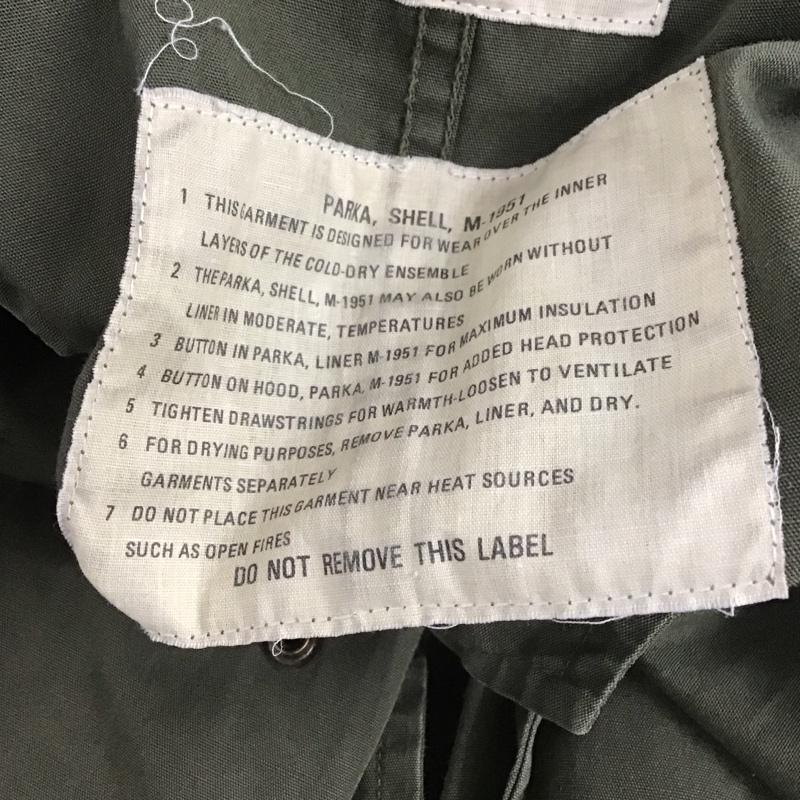 PARKA, SHELL, M-1951
1 THIS GARMENT IS DESIGNED FOR WEAR OVER THE INNER
LAYERS OF THE COLD-DRY ENSEMBLE
2 THE PARKA, SHELL, M-1951 MAY ALSO BE WORN WITHOUT
LINER IN MODERATE, TEMPERATURES
3 BUTTON IN PARKA, LINER M-1951 FOR MAXIMUM INSULATION
4 BUTTON ON HOOD, PARKA, M-1951 FOR ADDED HEAD PROTECTION
5 TIGHTEN DRAWSTRINGS FOR WARMTH-LOOSEN TO VENTILATE
6 FOR DRYING PURPOSES, REMOVE PARKA, LINER, AND DRY.
GARMENTS SEPARATELY
7 DO NOT PLACE THIS GARMENT NEAR HEAT SOURCES
SUCH AS OPEN FIRES
DO NOT REMOVE THIS LABEL